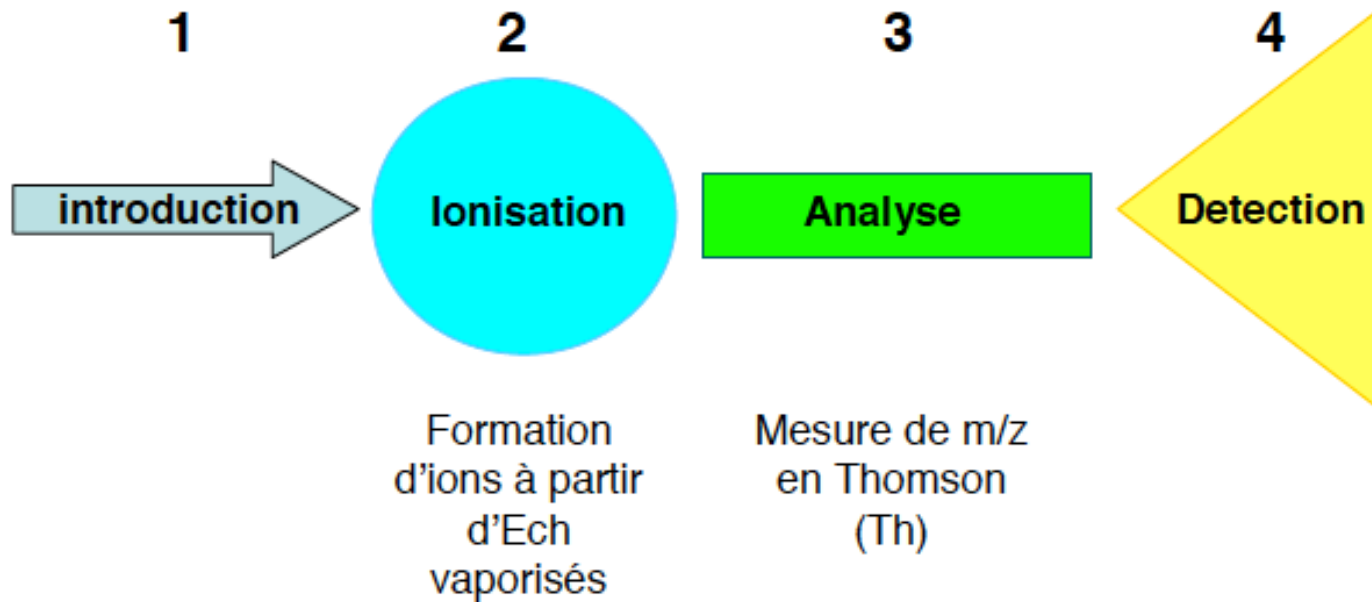 1 2 3 4
introduction Ionisation Analyse Detection
Formation
d'ions à partir
d'Ech
vaporisés
Mesure de m/z
en Thomson
(Th)